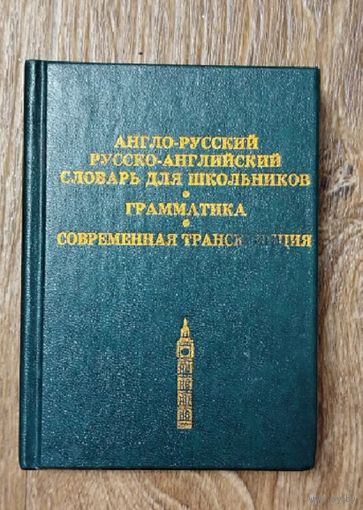 АНГЛО-РУССКИЙ
РУССКО-АНГЛИЙСКИЙ
СЛОВАРЬ ДЛЯ ШКОЛЬНИКОВ
•
ГРАММАТИКА
•
СОВРЕМЕННАЯ